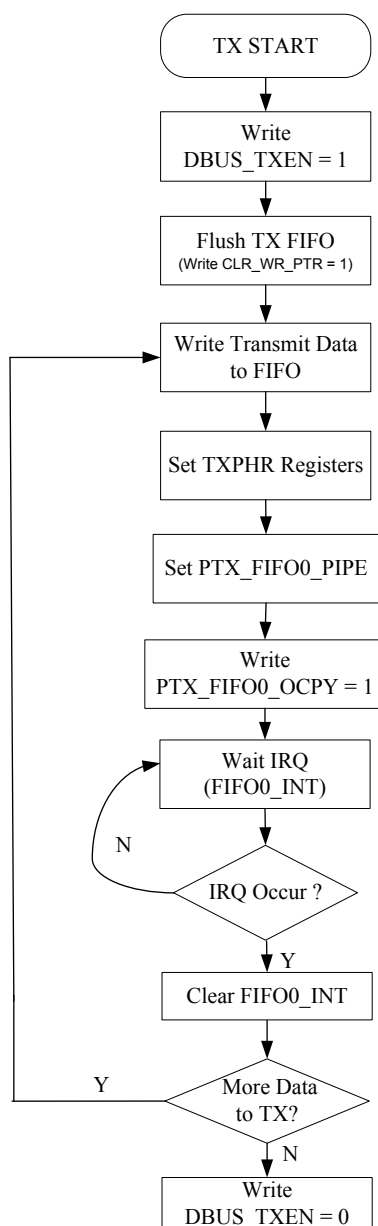 TX START
Write
DBUS_TXEN = 1
Flush TX FIFO
(Write CLR_WR_PTR = 1)
Write Transmit Data
to FIFO
Set TXPHR Registers
Set PTX_FIFO0_PIPE
Write
PTX_FIFO0_OCPY = 1
Wait IRQ
(FIFO0_INT)
N
IRQ Occur ?
Y
Clear FIFO0_INT
Y
More Data
to TX?
N
Write
DBUS_TXEN = 0